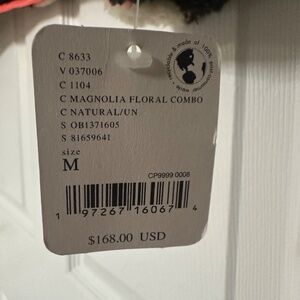 C 8633
V 037006
C 1104
C MAGNOLIA FLORAL COMBO
C NATURAL/UN
S OB1371605
S 81659641
size
M
CP9999 0008
1 97267 16067 4
$168.00 USD